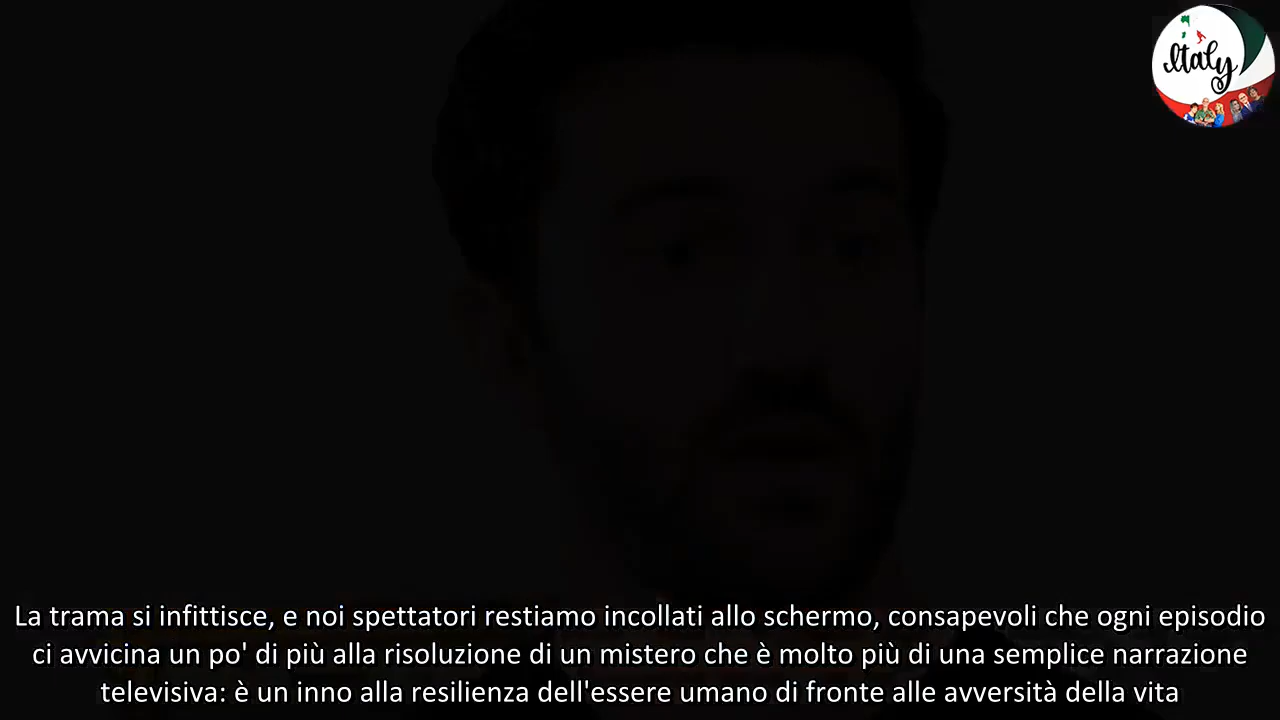 Italy
La trama si infittisce, e noi spettatori restiamo incollati allo schermo, consapevoli che ogni episodio
ci avvicina un po' di più alla risoluzione di un mistero che è molto più di una semplice narrazione
televisiva: è un inno alla resilienza dell'essere umano di fronte alle avversità della vita